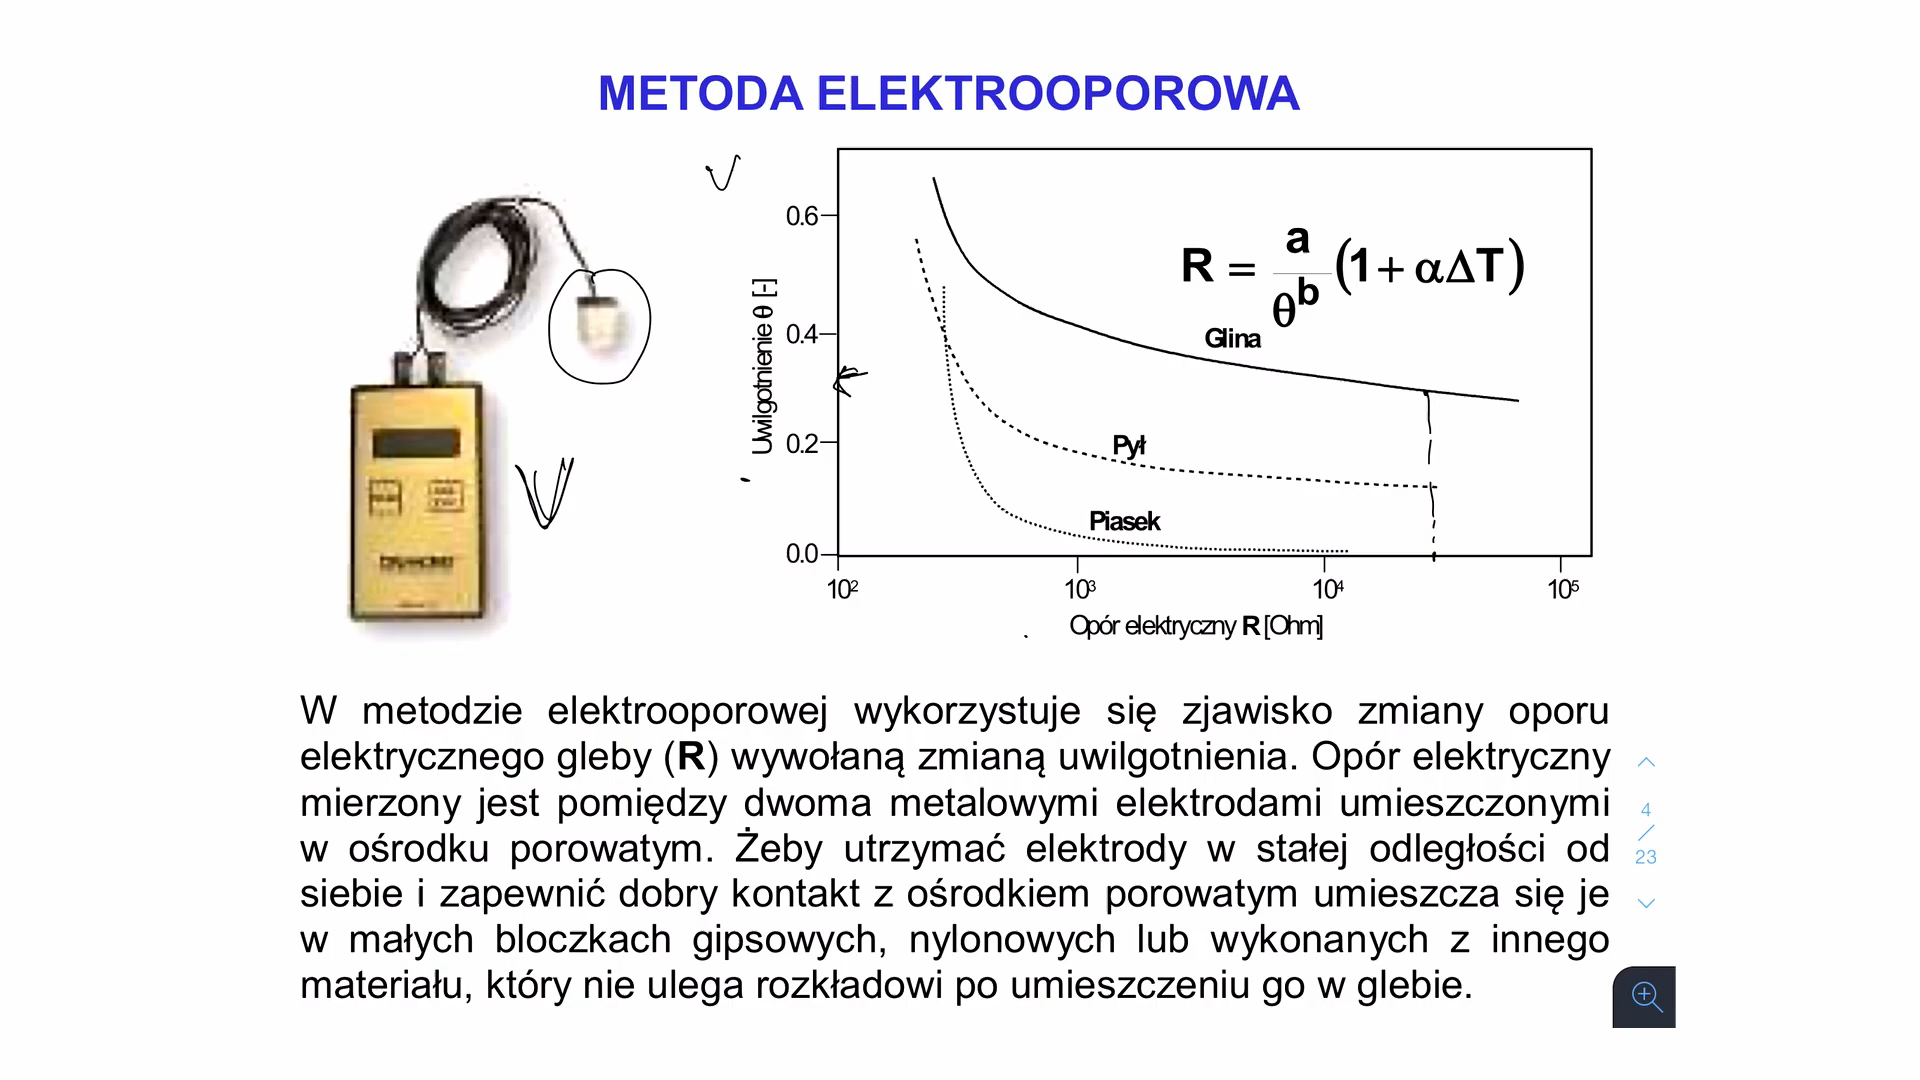 METODA ELEKTROOPOROWA
0.6
0.4
0.2
0.0
Uwilgotnienie θ [-]
R = a/θᵇ (1 + αΔT)
Glina
Pył
Piasek
10² 10³ 10⁴ 10⁵
Opór elektryczny R [Ohm]
W metodzie elektrooporowej wykorzystuje się zjawisko zmiany oporu
elektrycznego gleby (R) wywołaną zmianą uwilgotnienia. Opór elektryczny
mierzony jest pomiędzy dwoma metalowymi elektrodami umieszczonymi
w ośrodku porowatym. Żeby utrzymać elektrody w stałej odległości od
siebie i zapewnić dobry kontakt z ośrodkiem porowatym umieszcza się je
w małych bloczkach gipsowych, nylonowych lub wykonanych z innego
materiału, który nie ulega rozkładowi po umieszczeniu go w glebie.
4
/
23